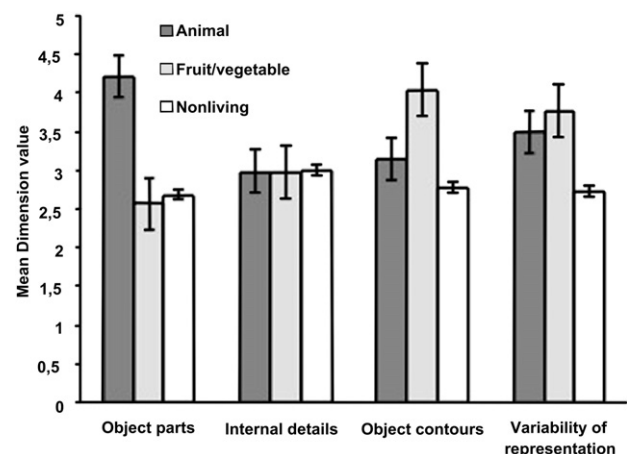 5
4,5
4
3,5
3
2,5
2
1,5
1
0,5
0
Mean Dimension value
Animal
Fruit/vegetable
Nonliving
Object parts
Internal details
Object contours
Variability of
representation